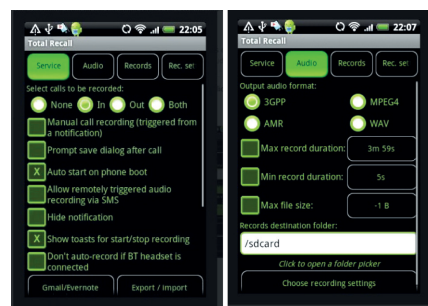 22:05
Total Recall
Service
Audio
Records
Rec. set
Select calls to be recorded:
None In Out Both
Manual call recording (triggered from
a notification)
Prompt save dialog after call
X Auto start on phone boot
Allow remotely triggered audio
recording via SMS
Hide notification
X Show toasts for start/stop recording
Don't auto-record if BT headset is
connected
Gmail/Evernote
Export / import
22:07
Total Recall
Service
Audio
Records
Rec. set
Output audio format:
3GPP MPEG4
AMR WAV
Max record duration: 3m 59s
Min record duration: 5s
Max file size: -1 B
Records destination folder:
/sdcard
Click to open a folder picker
Choose recording settings